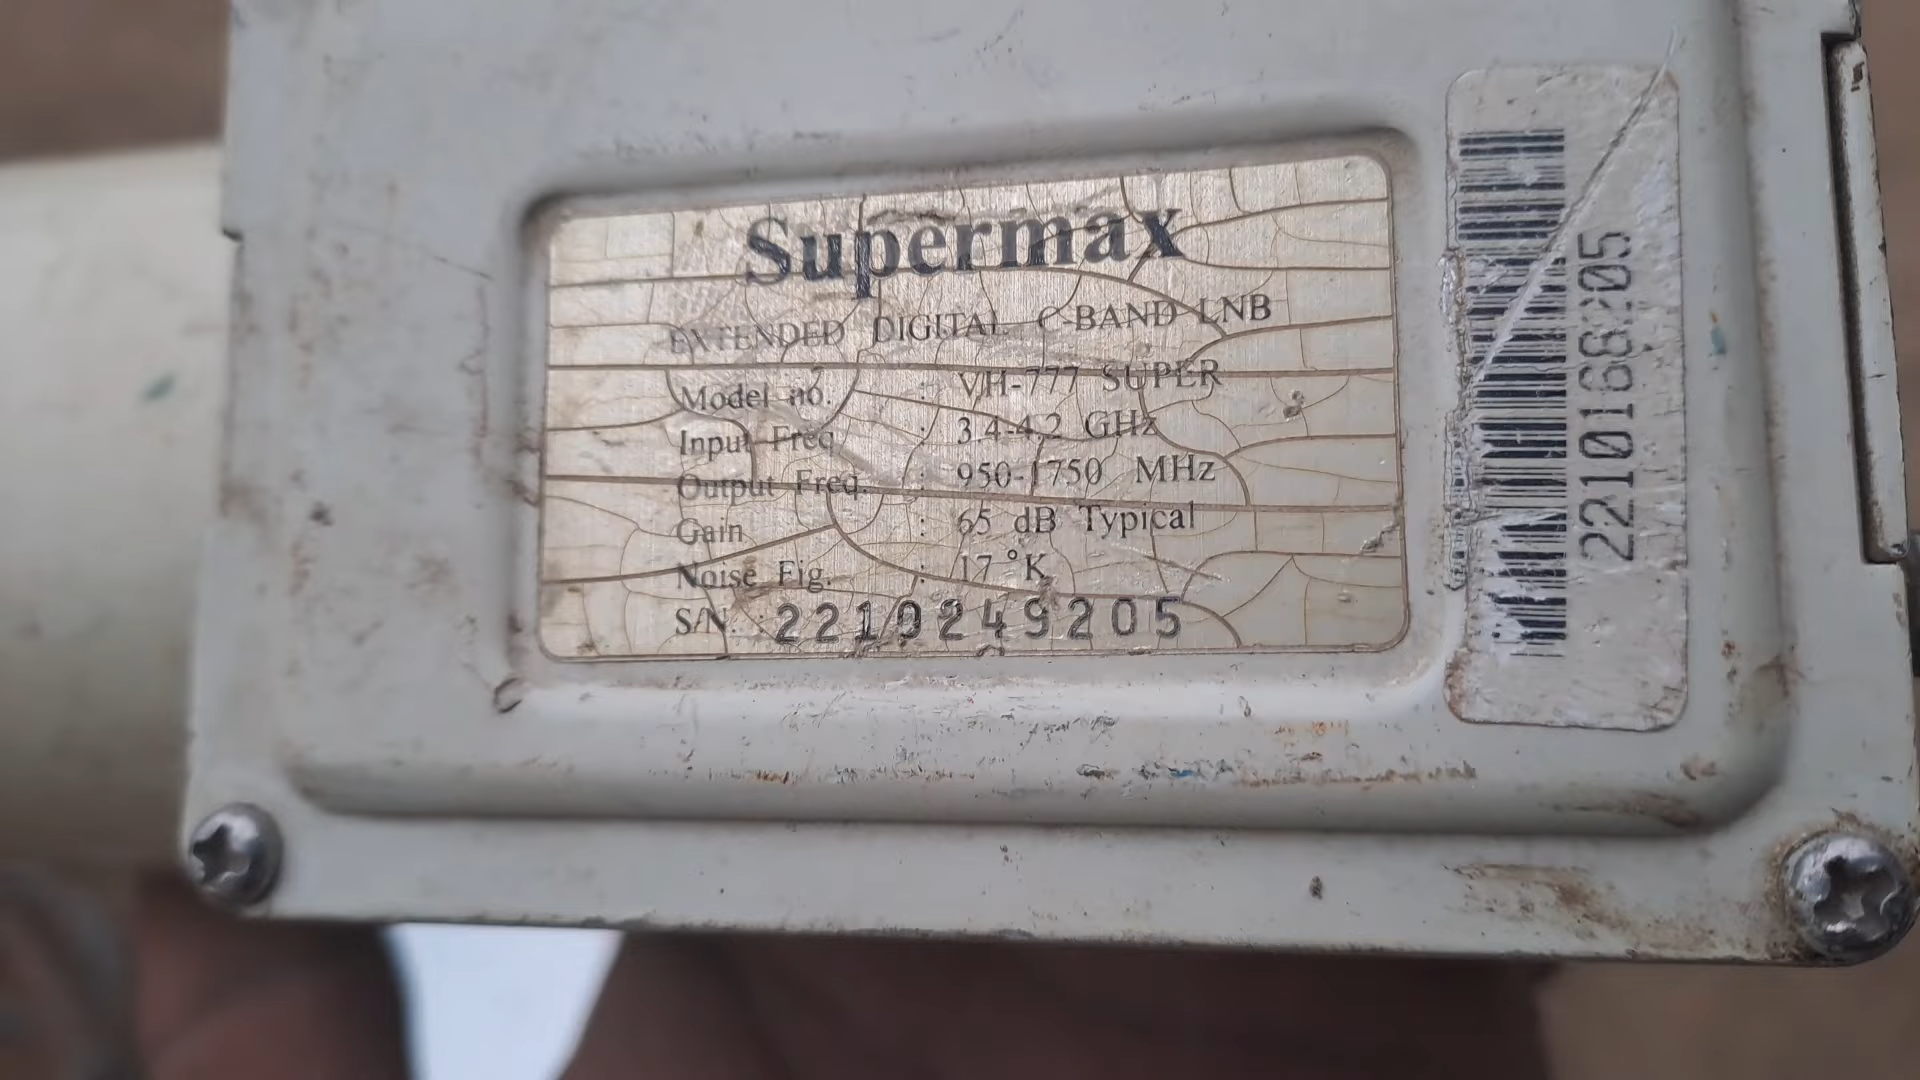 Supermax
EXTENDED DIGITAL C-BAND LNB
Model no. : VH-777 SUPER
Input Freq. : 3.4-4.2 GHz
Output Freq. : 950-1750 MHz
Gain : 65 dB Typical
Noise Fig. : 17 °K
S/N. : 2210249205